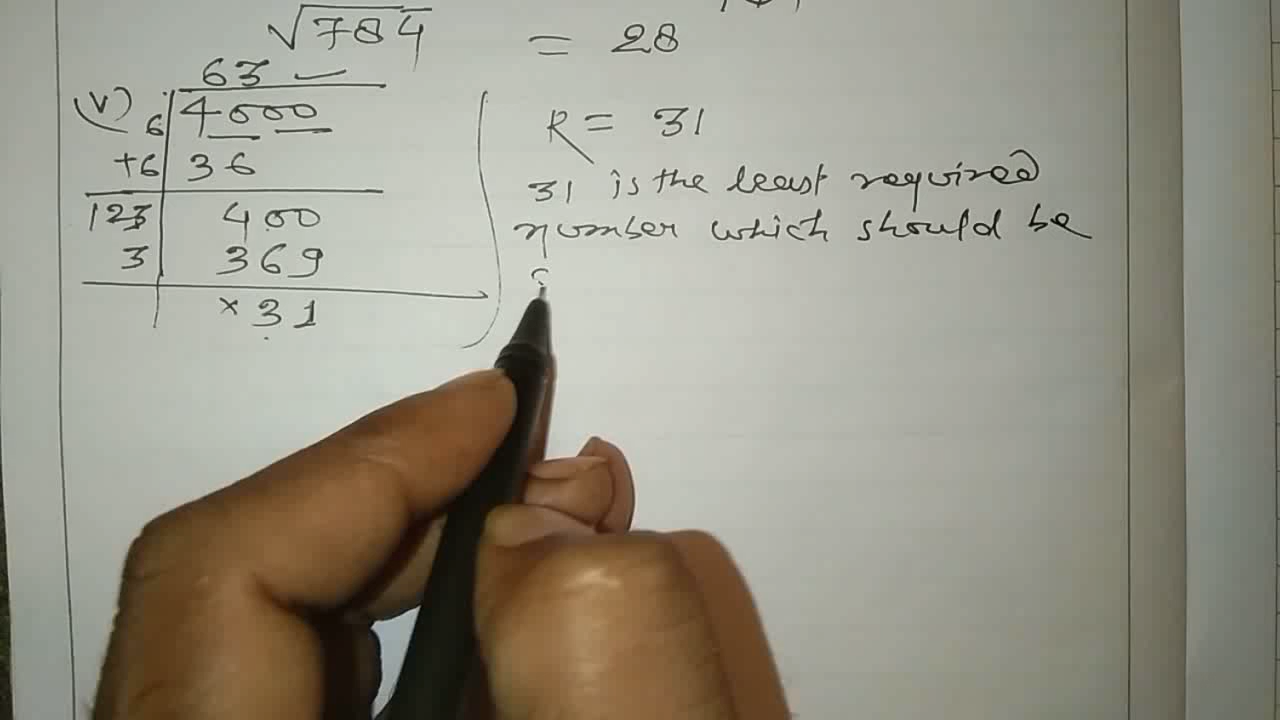 √784 = 28
63 ✓
(v) 6 4000
+6 36
123 400
3 369
× 31
R = 31
31 is the least required
number which should be